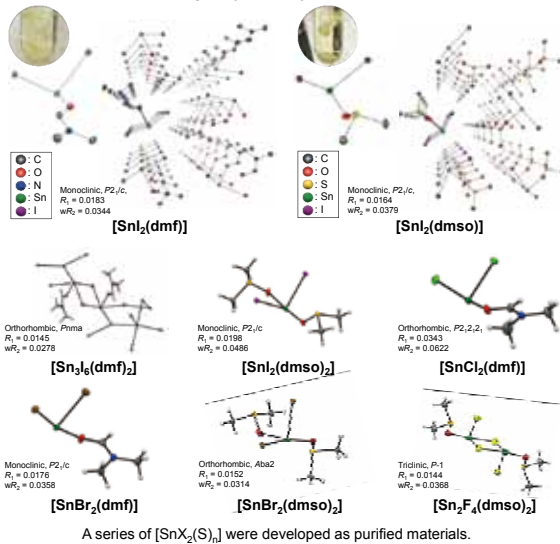 : C
: O
: N
: Sn
: I
Monoclinic, P2₁/c,
R₁ = 0.0183
wR₂ = 0.0344
[SnI₂(dmf)]
: C
: O
: S
: Sn
: I
Monoclinic, P2₁/c,
R₁ = 0.0164
wR₂ = 0.0379
[SnI₂(dmso)]
Orthorhombic, Pnma
R₁ = 0.0145
wR₂ = 0.0278
[Sn₃I₆(dmf)₂]
Monoclinic, P2₁/c
R₁ = 0.0198
wR₂ = 0.0486
[SnI₂(dmso)₂]
Orthorhombic, P2₁2₁2₁
R₁ = 0.0343
wR₂ = 0.0622
[SnCl₂(dmf)]
Monoclinic, P2₁/c
R₁ = 0.0176
wR₂ = 0.0358
[SnBr₂(dmf)]
Orthorhombic, Aba2
R₁ = 0.0152
wR₂ = 0.0314
[SnBr₂(dmso)₂]
Triclinic, P-1
R₁ = 0.0144
wR₂ = 0.0368
[Sn₂F₄(dmso)₂]
A series of [SnX₂(S)ₙ] were developed as purified materials.